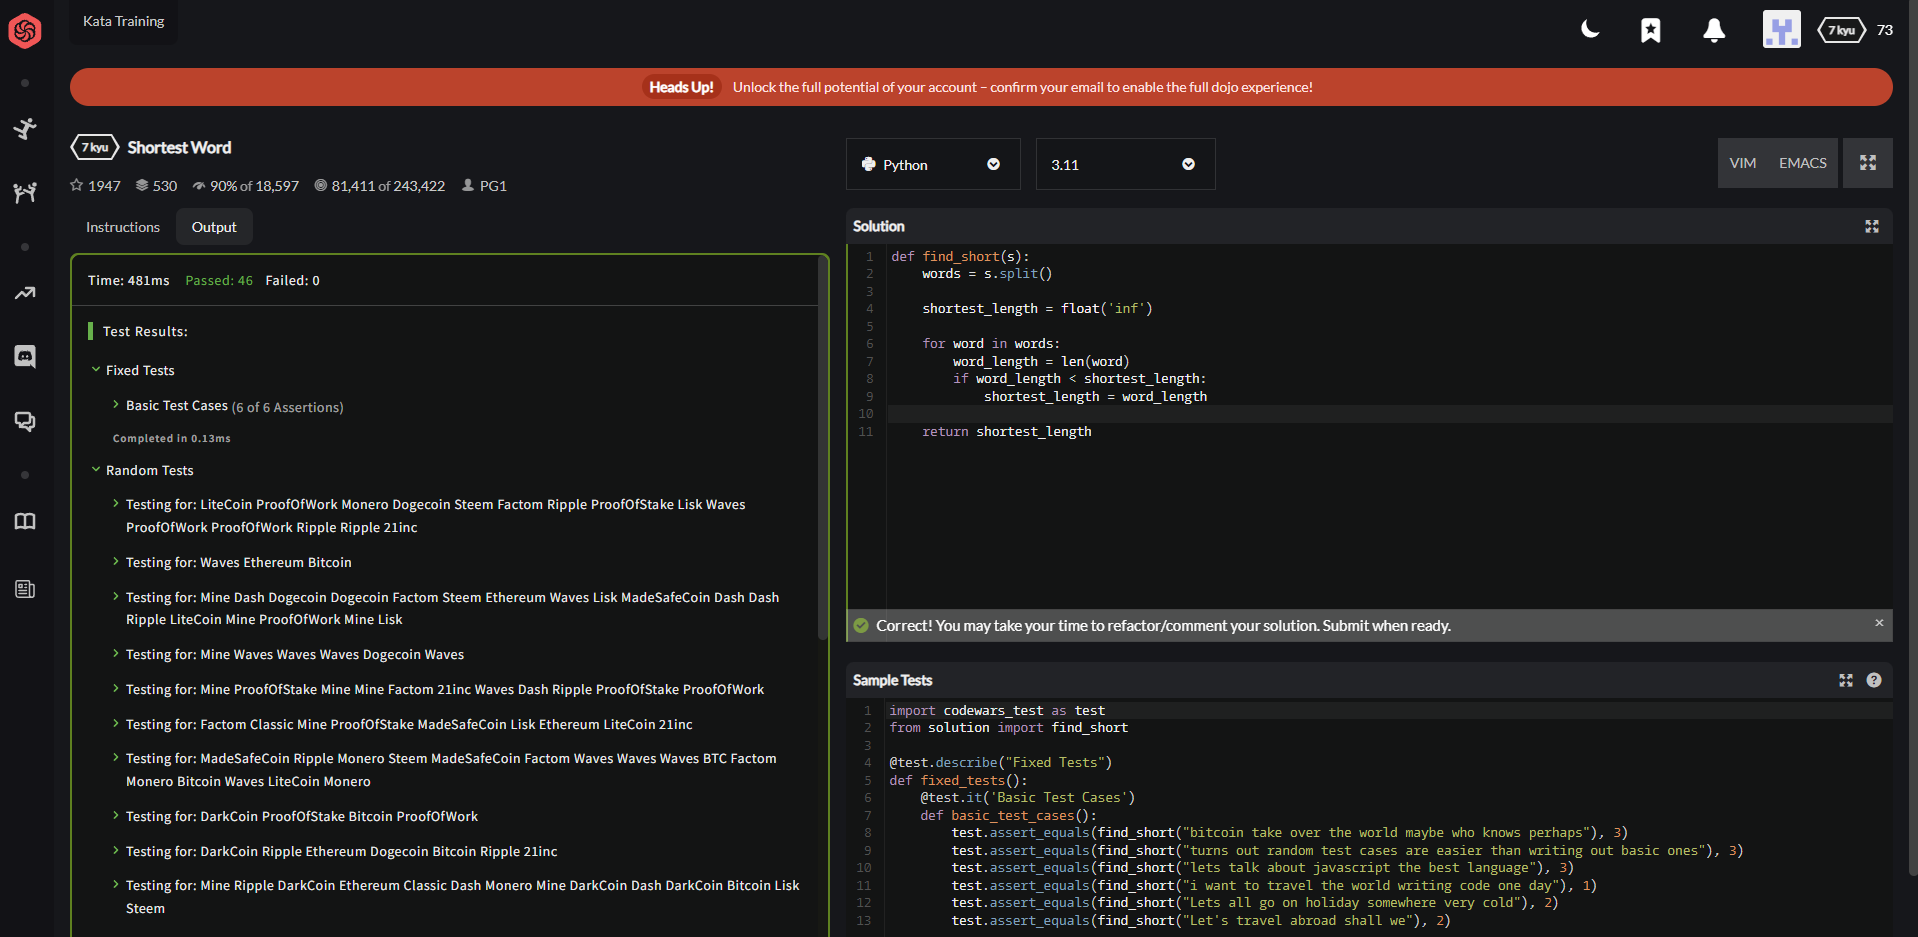 Kata Training
7 kyu 73
Heads Up! Unlock the full potential of your account – confirm your email to enable the full dojo experience!
7 kyu Shortest Word
1947 530 90% of 18,597 81,411 of 243,422 PG1
Instructions Output
Time: 481ms Passed: 46 Failed: 0
Test Results:
Fixed Tests
Basic Test Cases (6 of 6 Assertions)
Completed in 0.13ms
Random Tests
Testing for: LiteCoin ProofOfWork Monero Dogecoin Steem Factom Ripple ProofOfStake Lisk Waves
ProofOfWork ProofOfWork Ripple Ripple 21inc
Testing for: Waves Ethereum Bitcoin
Testing for: Mine Dash Dogecoin Dogecoin Factom Steem Ethereum Waves Lisk MadeSafeCoin Dash Dash
Ripple LiteCoin Mine ProofOfWork Mine Lisk
Testing for: Mine Waves Waves Waves Dogecoin Waves
Testing for: Mine ProofOfStake Mine Mine Factom 21inc Waves Dash Ripple ProofOfStake ProofOfWork
Testing for: Factom Classic Mine ProofOfStake MadeSafeCoin Lisk Ethereum LiteCoin 21inc
Testing for: MadeSafeCoin Ripple Monero Steem MadeSafeCoin Factom Waves Waves Waves BTC Factom
Monero Bitcoin Waves LiteCoin Monero
Testing for: DarkCoin ProofOfStake Bitcoin ProofOfWork
Testing for: DarkCoin Ripple Ethereum Dogecoin Bitcoin Ripple 21inc
Testing for: Mine Ripple DarkCoin Ethereum Classic Dash Monero Mine DarkCoin Dash DarkCoin Bitcoin Lisk
Steem
Python 3.11 VIM EMACS
Solution
1 def find_short(s):
2     words = s.split()
3
4     shortest_length = float('inf')
5
6     for word in words:
7         word_length = len(word)
8         if word_length < shortest_length:
9             shortest_length = word_length
10
11     return shortest_length
Correct! You may take your time to refactor/comment your solution. Submit when ready. ×
Sample Tests ?
1 import codewars_test as test
2 from solution import find_short
3
4 @test.describe("Fixed Tests")
5 def fixed_tests():
6     @test.it('Basic Test Cases')
7     def basic_test_cases():
8         test.assert_equals(find_short("bitcoin take over the world maybe who knows perhaps"), 3)
9         test.assert_equals(find_short("turns out random test cases are easier than writing out basic ones"), 3)
10         test.assert_equals(find_short("lets talk about javascript the best language"), 3)
11         test.assert_equals(find_short("i want to travel the world writing code one day"), 1)
12         test.assert_equals(find_short("Lets all go on holiday somewhere very cold"), 2)
13         test.assert_equals(find_short("Let's travel abroad shall we"), 2)